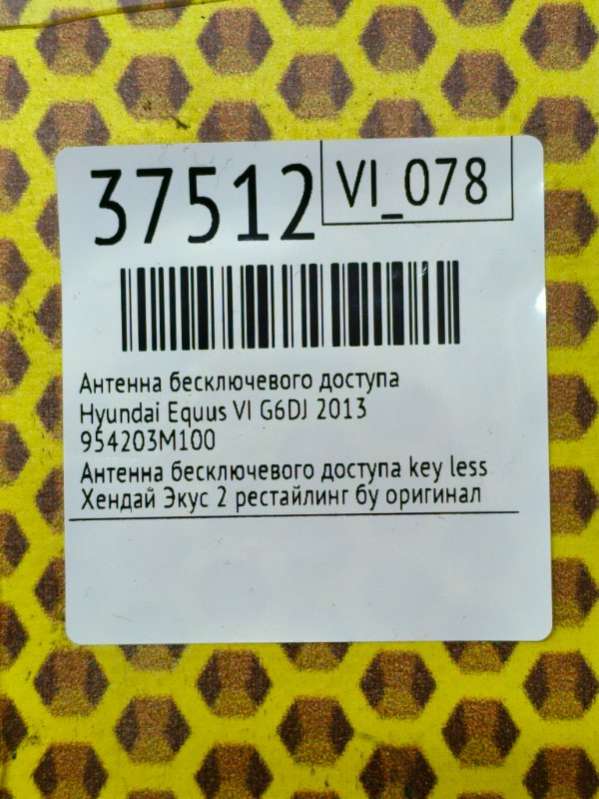 37512
VI_078
Антенна бесключевого доступа
Hyundai Equus VI G6DJ 2013
954203M100
Антенна бесключевого доступа key less
Хендай Экус 2 рестайлинг бу оригинал